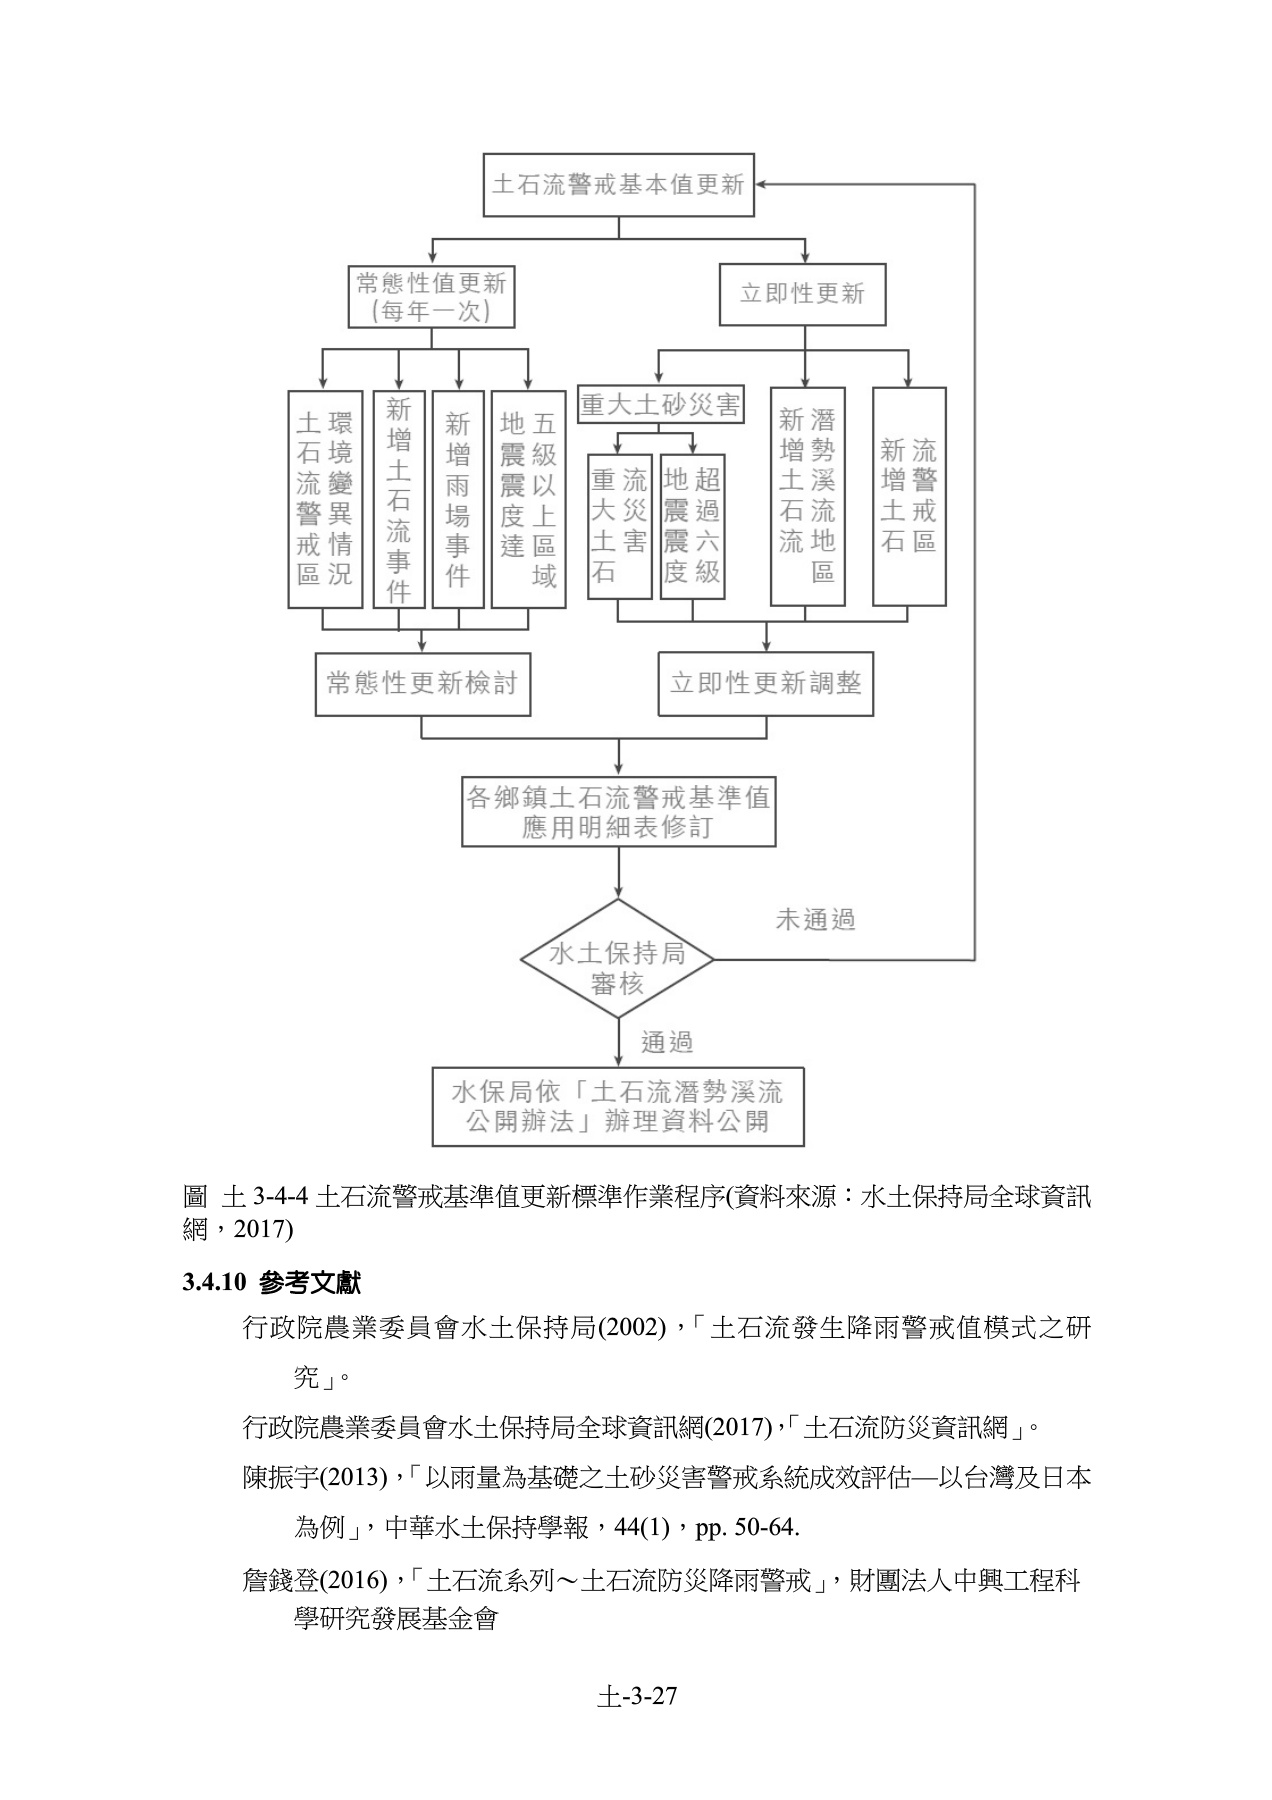 土石流警戒基本值更新
常態性值更新
(每年一次)
立即性更新
土石流警戒區
環境變異情況
新增土石流事件
新增雨場事件
地震震度達
五級以上區域
重大土砂災害
重大土石
流災害
地震震度
超過六級
新增土石流
潛勢溪流地區
新增土石
流警戒區
常態性更新檢討
立即性更新調整
各鄉鎮土石流警戒基準值
應用明細表修訂
水土保持局
審核
未通過
通過
水保局依「土石流潛勢溪流
公開辦法」辦理資料公開
圖 土 3-4-4 土石流警戒基準值更新標準作業程序(資料來源：水土保持局全球資訊
網，2017)
3.4.10 參考文獻
行政院農業委員會水土保持局(2002)，「土石流發生降雨警戒值模式之研
究」。
行政院農業委員會水土保持局全球資訊網(2017)，「土石流防災資訊網」。
陳振宇(2013)，「以雨量為基礎之土砂災害警戒系統成效評估—以台灣及日本
為例」，中華水土保持學報，44(1)，pp. 50-64.
詹錢登(2016)，「土石流系列～土石流防災降雨警戒」，財團法人中興工程科
學研究發展基金會
土-3-27